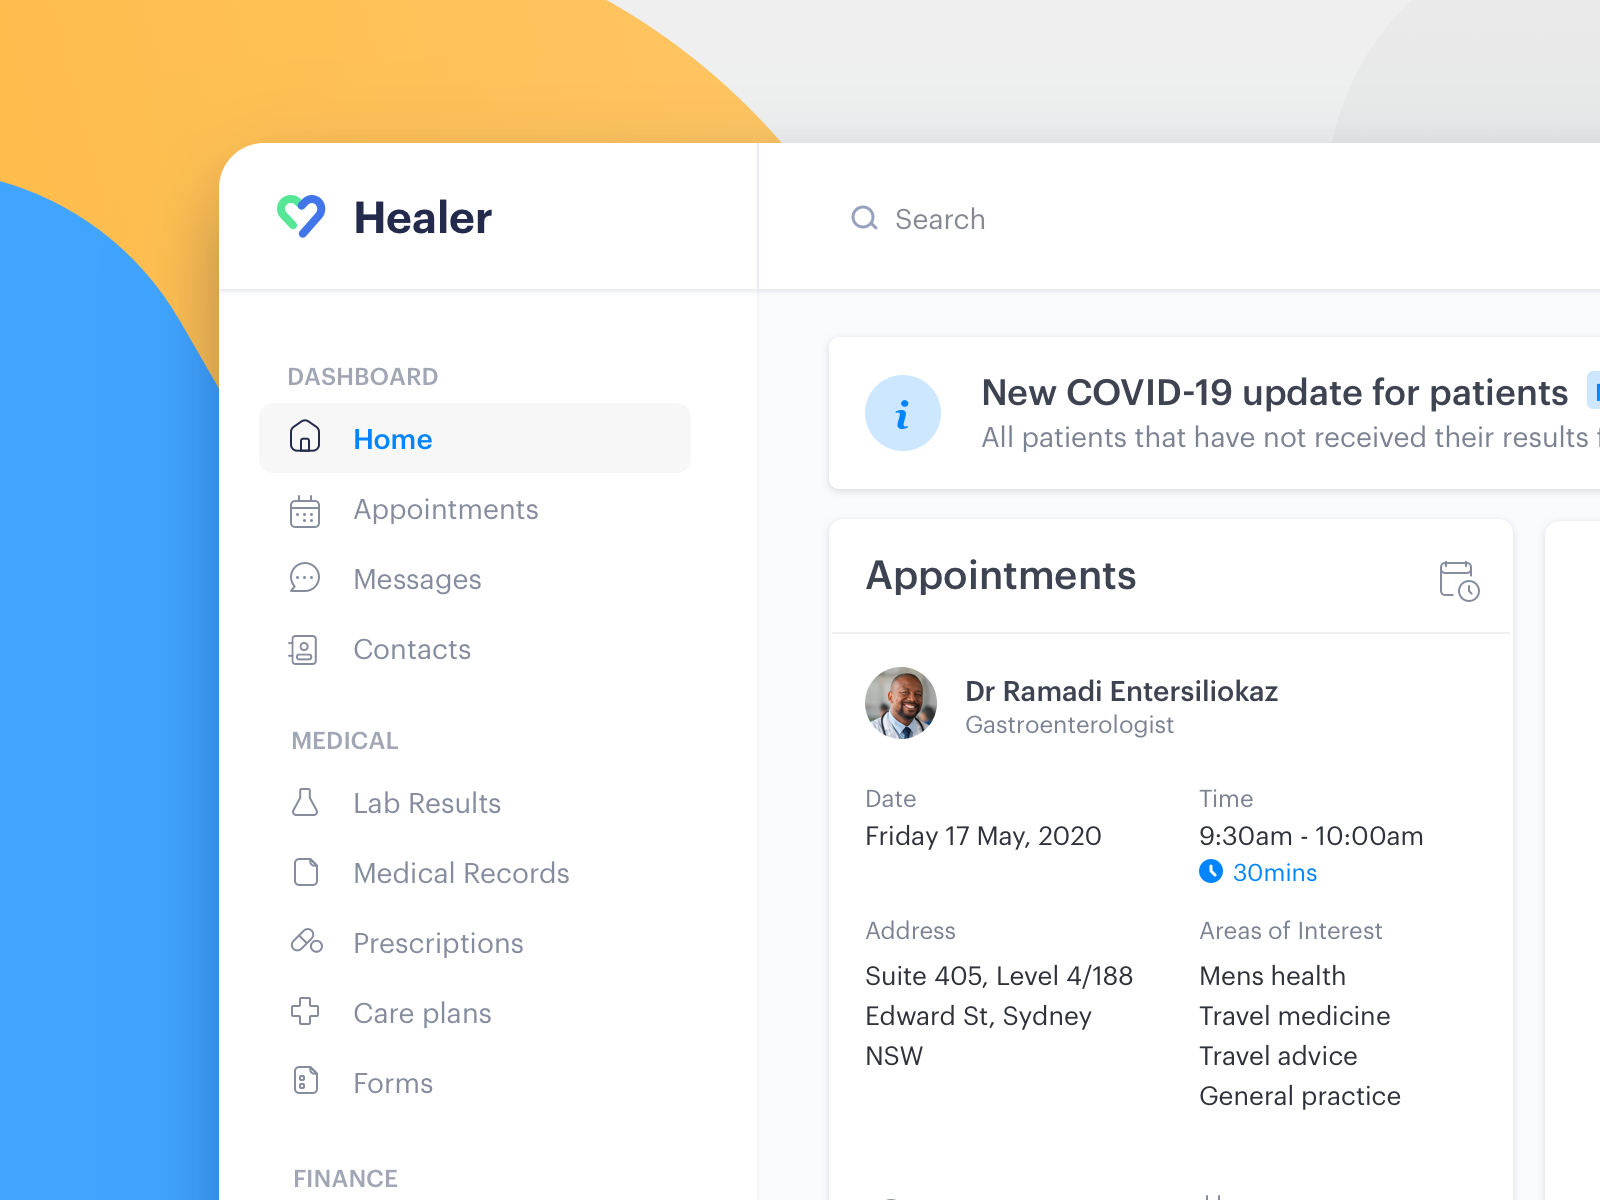 Healer
Search
DASHBOARD
Home
Appointments
Messages
Contacts
MEDICAL
Lab Results
Medical Records
Prescriptions
Care plans
Forms
FINANCE
New COVID-19 update for patients
All patients that have not received their results
Appointments
Dr Ramadi Entersiliokaz
Gastroenterologist
Date
Friday 17 May, 2020
Time
9:30am - 10:00am
30mins
Address
Suite 405, Level 4/188
Edward St, Sydney
NSW
Areas of Interest
Mens health
Travel medicine
Travel advice
General practice